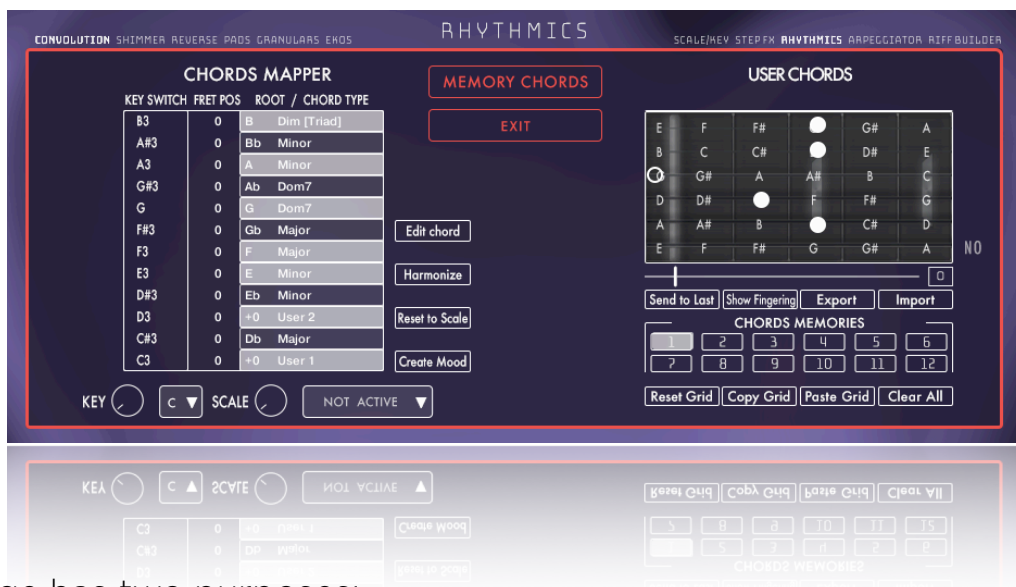 RHYTHMICS
CONVOLUTION SHIMMER REVERSE PADS GRANULARS EKOS
SCALE/KEY STEP FX RHYTHMICS ARPEGGIATOR RIFF BUILDER
CHORDS MAPPER
KEY SWITCH FRET POS ROOT / CHORD TYPE
B3 0 B Dim [Triad]
A#3 0 Bb Minor
A3 0 A Minor
G#3 0 Ab Dom7
G 0 G Dom7
F#3 0 Gb Major
F3 0 F Major
E3 0 E Minor
D#3 0 Eb Minor
D3 0 +0 User 2
C#3 0 Db Major
C3 0 +0 User 1
KEY C SCALE NOT ACTIVE
MEMORY CHORDS
EXIT
Edit chord
Harmonize
Reset to Scale
Create Mood
USER CHORDS
E F F# G# A
B C C# D# E
G G# A A# B C
D D# F F# G
A A# B C# D
E F F# G G# A
NO
0
Send to Last Show Fingering Export Import
CHORDS MEMORIES
1 2 3 4 5 6
7 8 9 10 11 12
Reset Grid Copy Grid Paste Grid Clear All